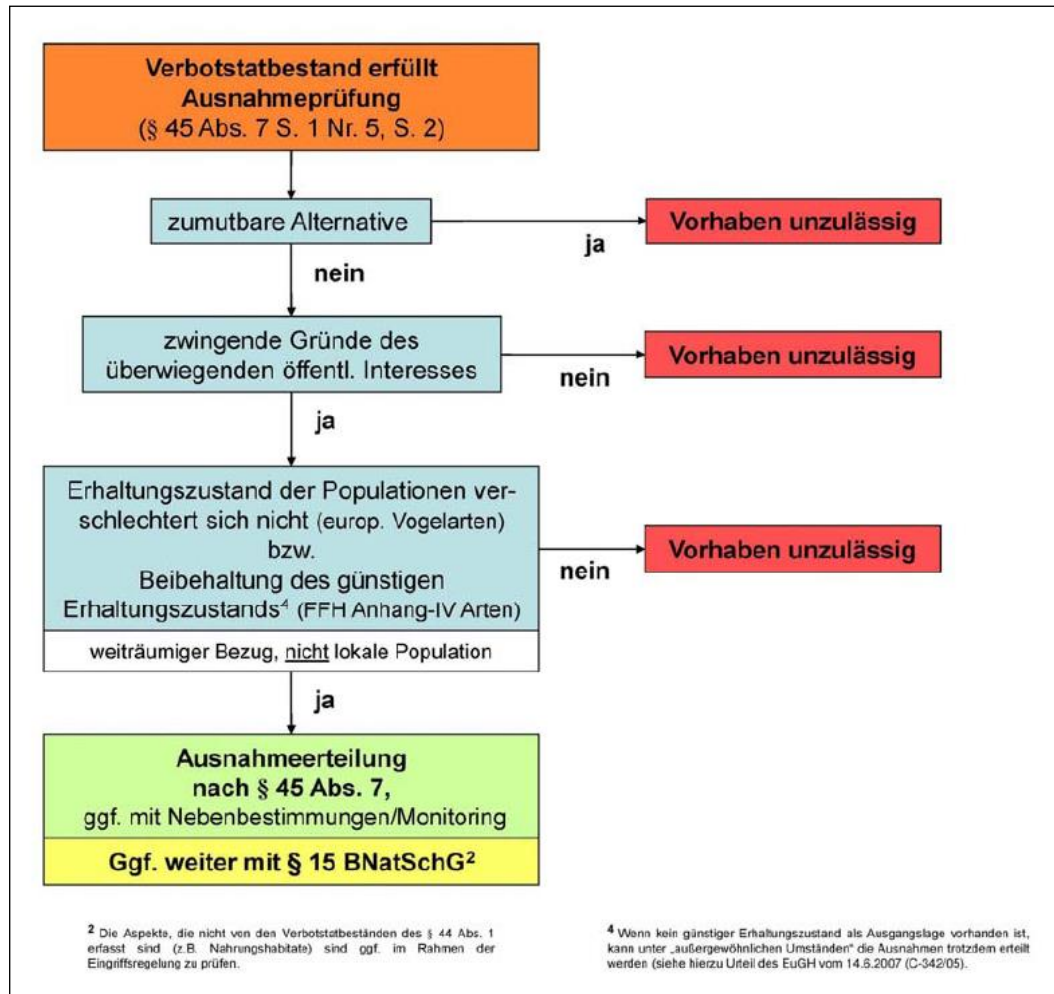 Verbotstatbestand erfüllt
Ausnahmeprüfung
(§ 45 Abs. 7 S. 1 Nr. 5, S. 2)
zumutbare Alternative
ja
Vorhaben unzulässig
nein
zwingende Gründe des
überwiegenden öffentl. Interesses
nein
Vorhaben unzulässig
ja
Erhaltungszustand der Populationen ver-
schlechtert sich nicht (europ. Vogelarten)
bzw.
Beibehaltung des günstigen
Erhaltungszustands⁴ (FFH Anhang-IV Arten)
weiträumiger Bezug, nicht lokale Population
nein
Vorhaben unzulässig
ja
Ausnahmeerteilung
nach § 45 Abs. 7,
ggf. mit Nebenbestimmungen/Monitoring
Ggf. weiter mit § 15 BNatSchG²
² Die Aspekte, die nicht von den Verbotstatbeständen des § 44 Abs. 1
erfasst sind (z.B. Nahrungshabitate) sind ggf. im Rahmen der
Eingriffsregelung zu prüfen.
⁴ Wenn kein günstiger Erhaltungszustand als Ausgangslage vorhanden ist,
kann unter „außergewöhnlichen Umständen" die Ausnahmen trotzdem erteilt
werden (siehe hierzu Urteil des EuGH vom 14.6.2007 (C-342/05).